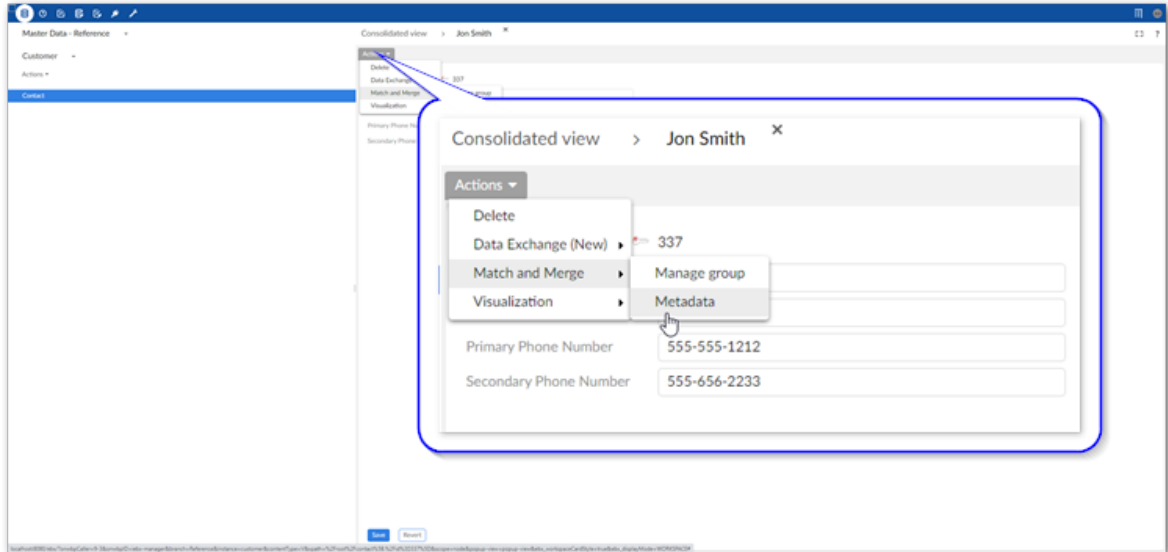 Master Data - Reference
Consolidated view > Jon Smith ×
?
Customer
Actions
Actions
Contact
Delete
Data Exchange
337
Match and Merge
group
Visualization
Primary Phone Nu
Secondary Phone
Consolidated view > Jon Smith ×
Actions
Delete
Data Exchange (New)
337
Match and Merge
Manage group
Visualization
Metadata
Primary Phone Number
555-555-1212
Secondary Phone Number
555-656-2233
Save
Revert